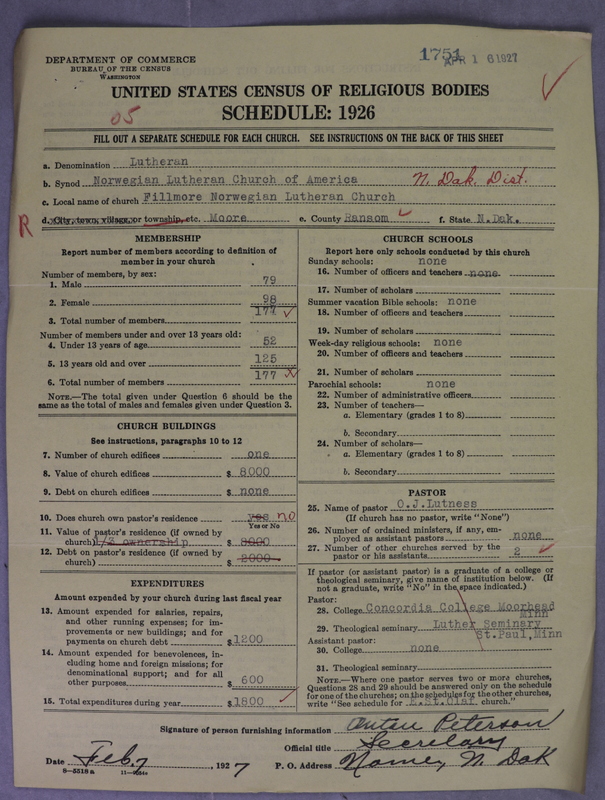 DEPARTMENT OF COMMERCE
BUREAU OF THE CENSUS
WASHINGTON
1751 APR 16 1927
UNITED STATES CENSUS OF RELIGIOUS BODIES
SCHEDULE: 1926
05
FILL OUT A SEPARATE SCHEDULE FOR EACH CHURCH. SEE INSTRUCTIONS ON THE BACK OF THIS SHEET
a. Denomination Lutheran
b. Synod Norwegian Lutheran Church of America N. Dak. Dist.
c. Local name of church Fillmore Norwegian Lutheran Church
R d. City, town, village, or township, etc. Moore e. County Ransom f. State N.Dak.
MEMBERSHIP
Report number of members according to definition of member in your church
Number of members, by sex:
1. Male 79
2. Female 98
3. Total number of members 177
Number of members under and over 13 years old:
4. Under 13 years of age 52
5. 13 years old and over 125
6. Total number of members 177
NOTE.—The total given under Question 6 should be the same as the total of males and females given under Question 3.
CHURCH BUILDINGS
See instructions, paragraphs 10 to 12
7. Number of church edifices one
8. Value of church edifices $ 8000
9. Debt on church edifices $ none
10. Does church own pastor's residence yes no
Yes or No
11. Value of pastor's residence (if owned by
church) 1/2 ownership $ 8000
12. Debt on pastor's residence (if owned by
church) $ 2000
EXPENDITURES
Amount expended by church during last fiscal year
13. Amount expended for salaries, repairs,
and other running expenses; for im-
provements or new buildings; and for
payments on church debt $ 1200
14. Amount expended for benevolences, in-
cluding home and foreign missions; for
denominational support; and for all
other purposes $ 600
15. Total expenditures during year $ 1800
CHURCH SCHOOLS
Report here only schools conducted by this church
Sunday schools: none
16. Number of officers and teachers none
17. Number of scholars
Summer vacation Bible schools: none
18. Number of officers and teachers
19. Number of scholars
Week-day religious schools: none
20. Number of officers and teachers
21. Number of scholars
Parochial schools: none
22. Number of administrative officers
23. Number of teachers—
a. Elementary (grades 1 to 8)
b. Secondary
24. Number of scholars—
a. Elementary (grades 1 to 8)
b. Secondary
PASTOR
25. Name of pastor O.J.Lutness
(If church has no pastor, write "None")
26. Number of ordained ministers, if any, em-
ployed as assistant pastors none
27. Number of other churches served by the
pastor or his assistants 2
If pastor (or assistant pastor) is a graduate of a college or
theological seminary, give name of institution below. (If
not a graduate, write "No" in the space indicated.)
Pastor:
28. College Concordia College Moorhead
Minn
29. Theological seminary Luther Seminary
St.Paul,Minn
Assistant pastor:
30. College none
31. Theological seminary
NOTE.—Where one pastor serves two or more churches,
Questions 28 and 29 should be answered only on the schedule
for one of the churches; on the schedules for the other churches,
write "See schedule for E.St.Olaf church."
Signature of person furnishing information Anten Peterson
Official title Secretary
Date Feb. 7, 1927 P. O. Address Nome, N. Dak
8-5518 a